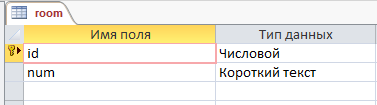 room
Имя поля Тип данных
id Числовой
num Короткий текст